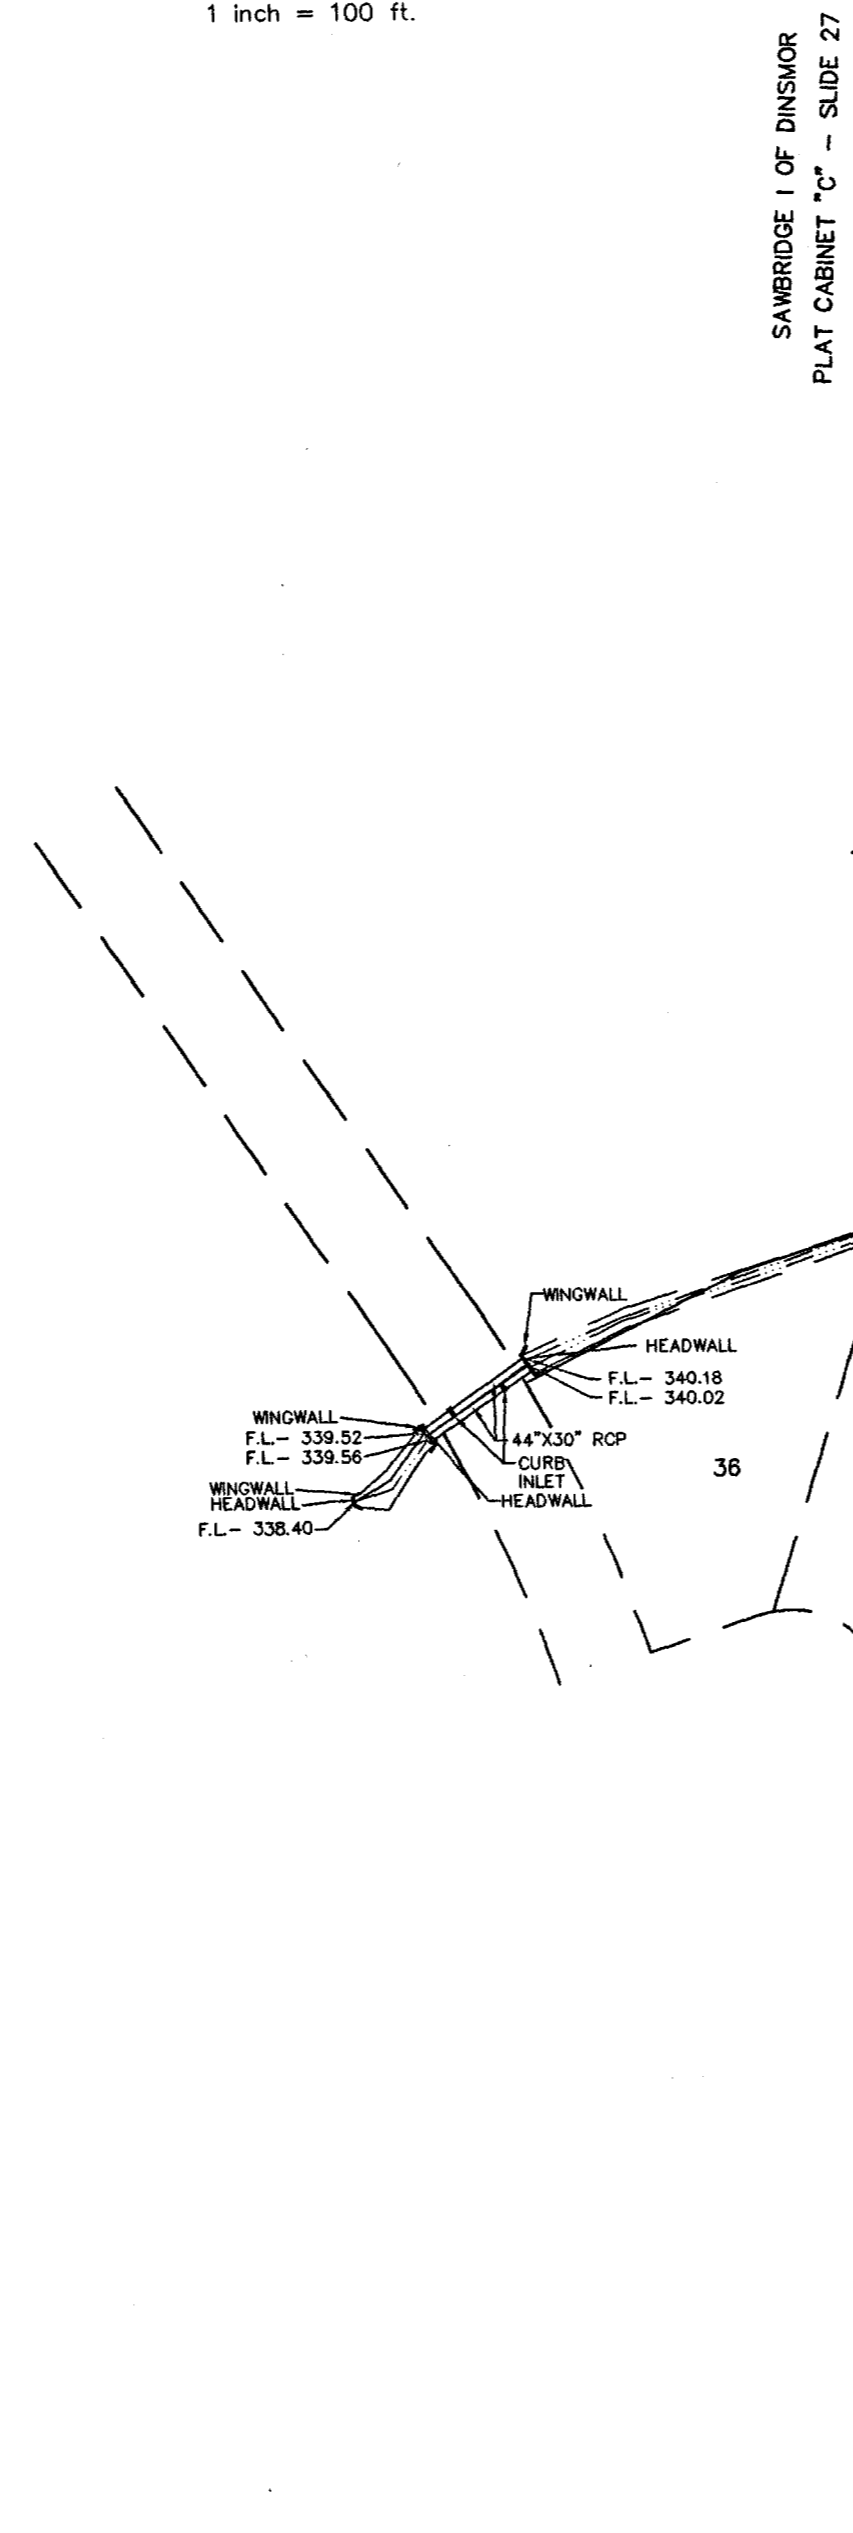 1 inch = 100 ft.
SAWBRIDGE I OF DINSMOR
PLAT CABINET "C" - SLIDE 27
WINGWALL
HEADWALL
F.L.- 340.18
F.L.- 340.02
WINGWALL
F.L.- 339.52
F.L.- 339.56
44"X30" RCP
CURB
INLET
HEADWALL
36
WINGWALL
HEADWALL
F.L- 338.40